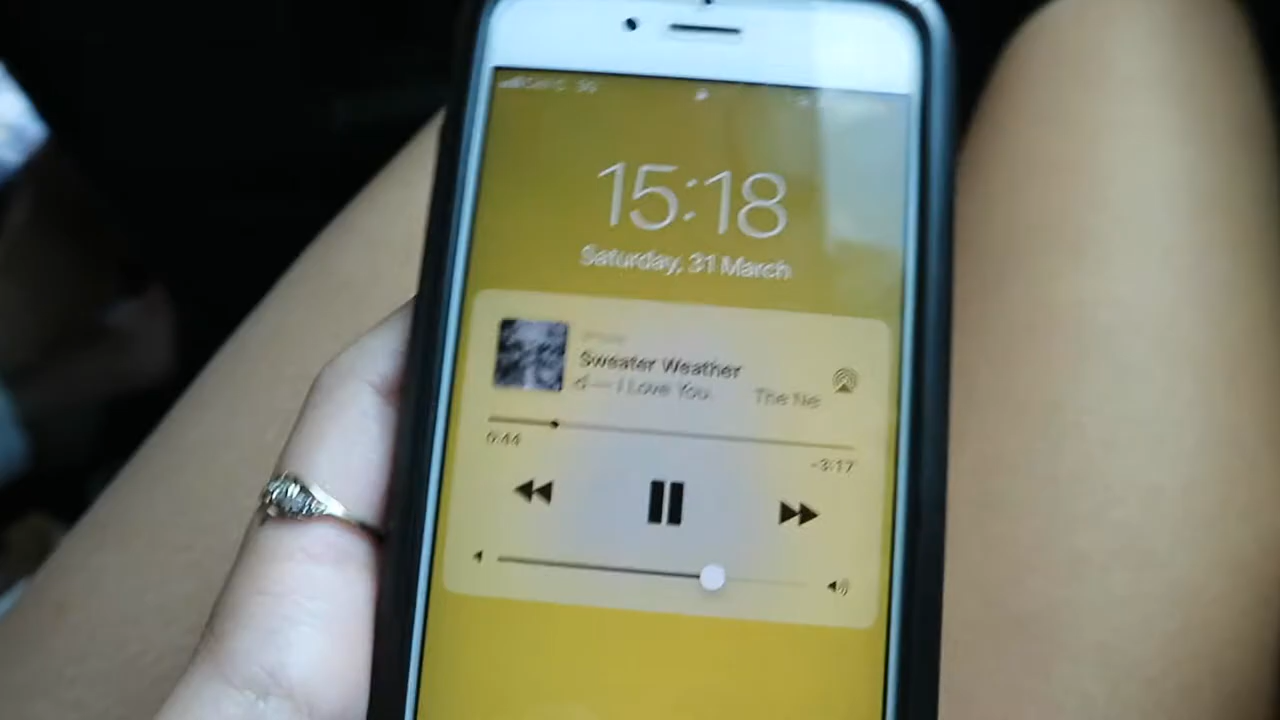 15:18
Saturday, 31 March
Sweater Weather
d — I Love You. The Ne
0:44
-3:17